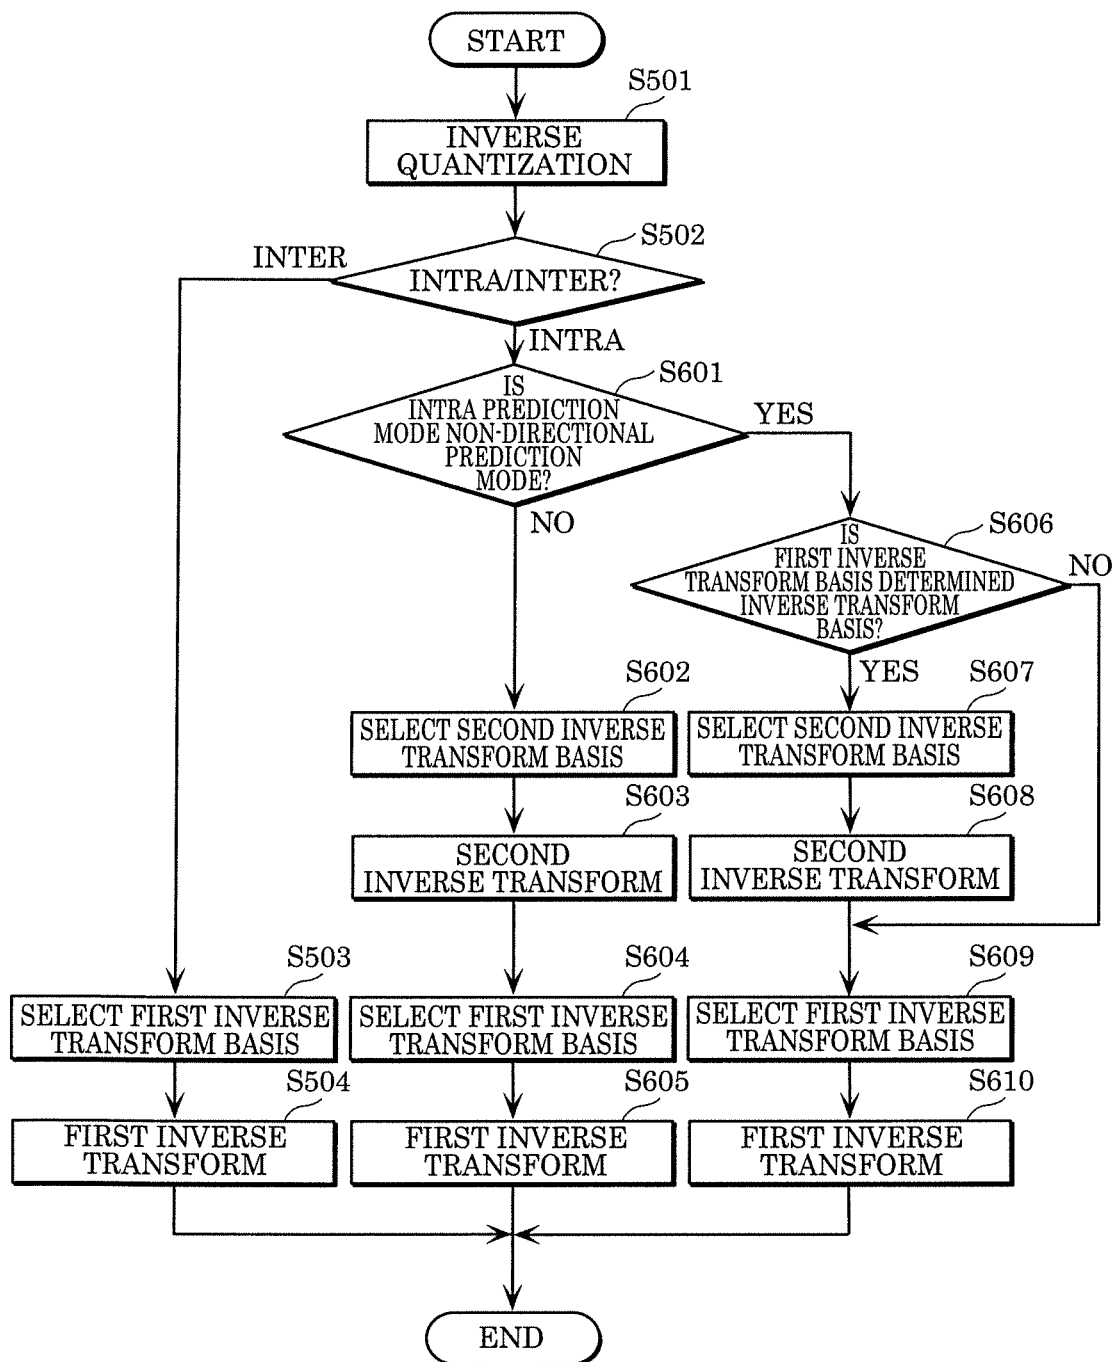 START
S501
INVERSE
QUANTIZATION
S502
INTER
INTRA/INTER?
INTRA
S601
IS
INTRA PREDICTION
MODE NON-DIRECTIONAL
PREDICTION
MODE?
YES
NO
S606
IS
FIRST INVERSE
TRANSFORM BASIS DETERMINED
INVERSE TRANSFORM
BASIS?
NO
YES
S602
SELECT SECOND INVERSE
TRANSFORM BASIS
S607
SELECT SECOND INVERSE
TRANSFORM BASIS
S603
SECOND
INVERSE TRANSFORM
S608
SECOND
INVERSE TRANSFORM
S503
SELECT FIRST INVERSE
TRANSFORM BASIS
S604
SELECT FIRST INVERSE
TRANSFORM BASIS
S609
SELECT FIRST INVERSE
TRANSFORM BASIS
S504
FIRST INVERSE
TRANSFORM
S605
FIRST INVERSE
TRANSFORM
S610
FIRST INVERSE
TRANSFORM
END